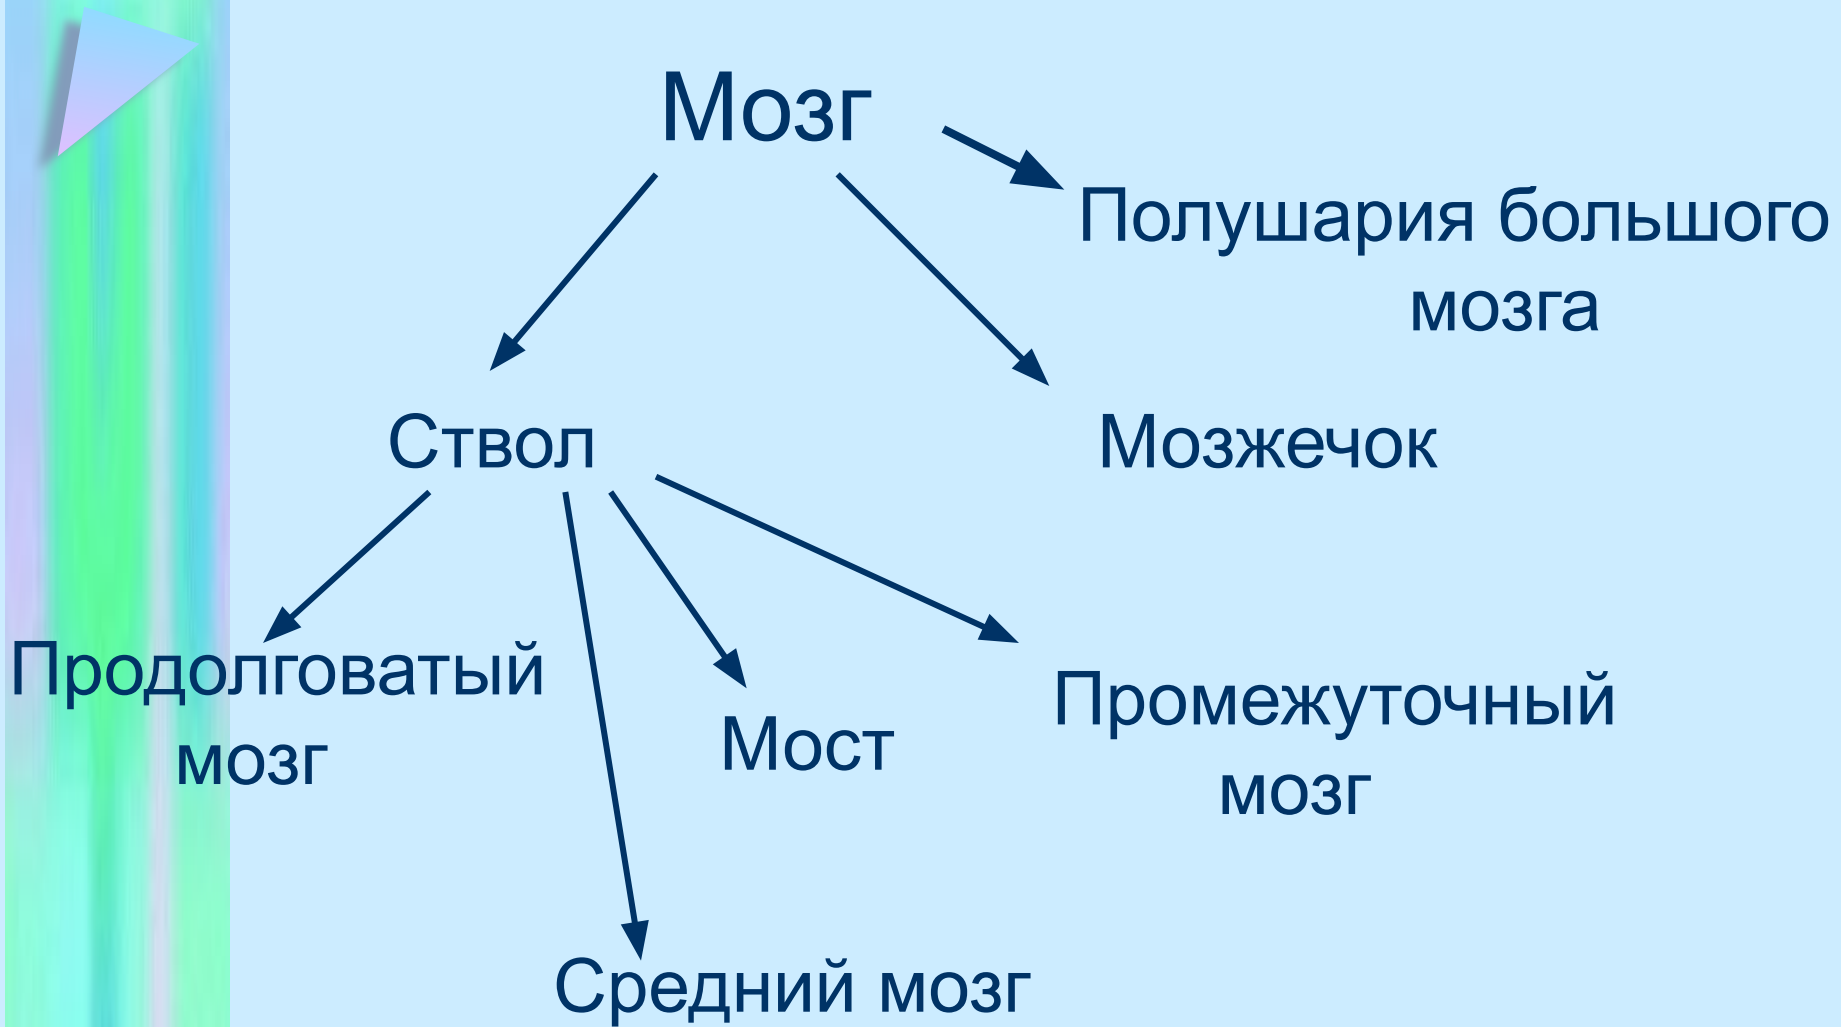 Мозг
Полушария большого
мозга
Ствол
Мозжечок
Продолговатый
мозг
Мост
Промежуточный
мозг
Средний мозг